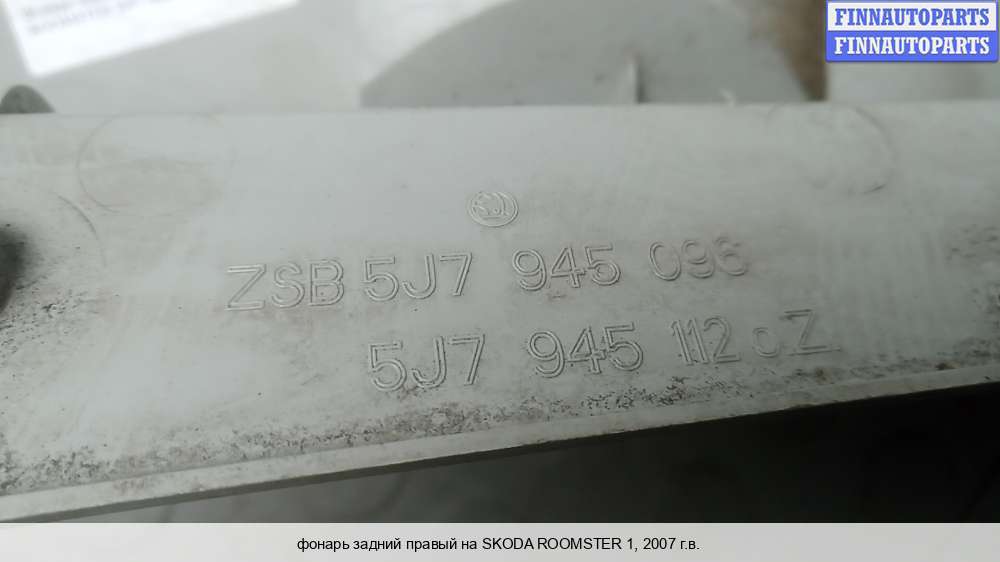 FINNAUTOPARTS
FINNAUTOPARTS
ZSB 5J7 945 096
5J7 945 112 o.Z
фонарь задний правый на SKODA ROOMSTER 1, 2007 г.в.